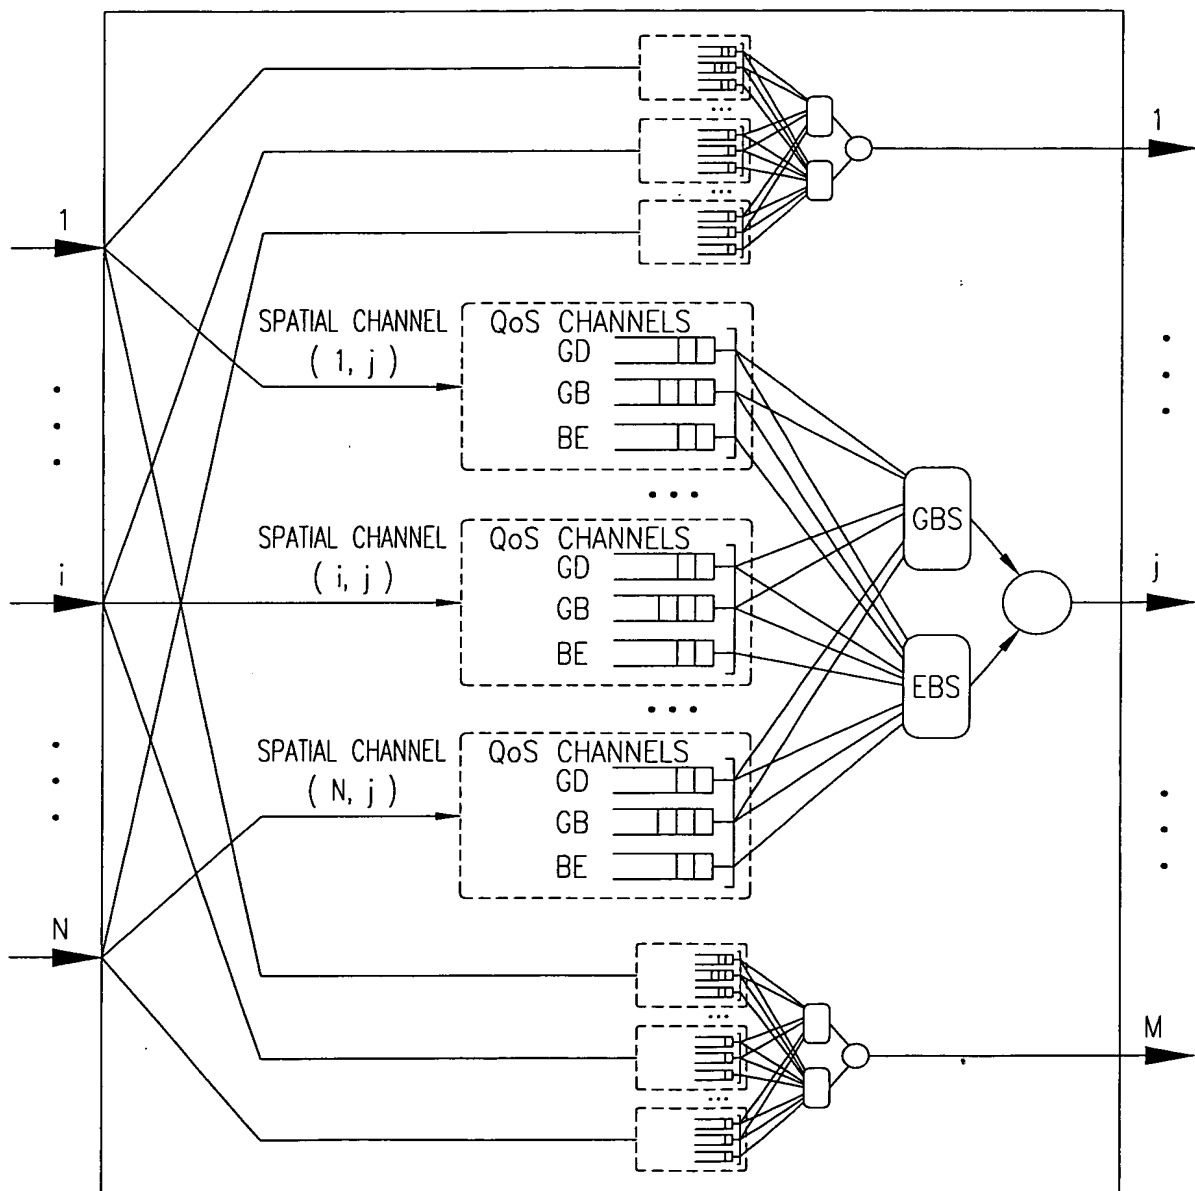 1
1
SPATIAL CHANNEL
( 1, j )
QoS CHANNELS
GD
GB
BE
GBS
SPATIAL CHANNEL
( i, j )
QoS CHANNELS
GD
GB
BE
i
j
EBS
SPATIAL CHANNEL
( N, j )
QoS CHANNELS
GD
GB
BE
N
M